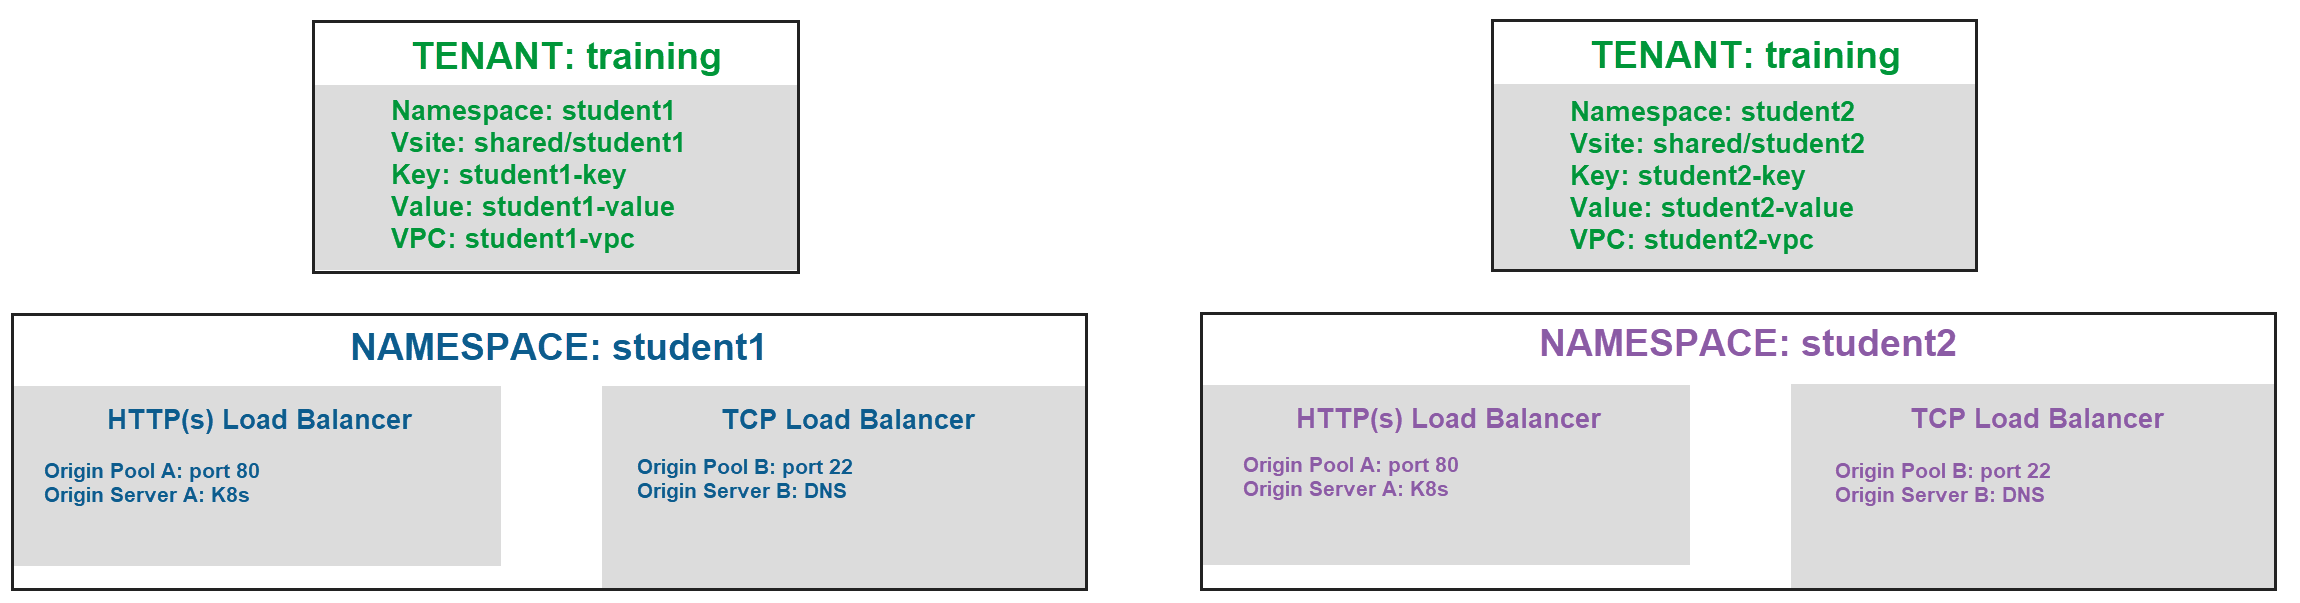 TENANT: training
Namespace: student1
Vsite: shared/student1
Key: student1-key
Value: student1-value
VPC: student1-vpc
TENANT: training
Namespace: student2
Vsite: shared/student2
Key: student2-key
Value: student2-value
VPC: student2-vpc
NAMESPACE: student1
HTTP(s) Load Balancer
Origin Pool A: port 80
Origin Server A: K8s
TCP Load Balancer
Origin Pool B: port 22
Origin Server B: DNS
NAMESPACE: student2
HTTP(s) Load Balancer
Origin Pool A: port 80
Origin Server A: K8s
TCP Load Balancer
Origin Pool B: port 22
Origin Server B: DNS